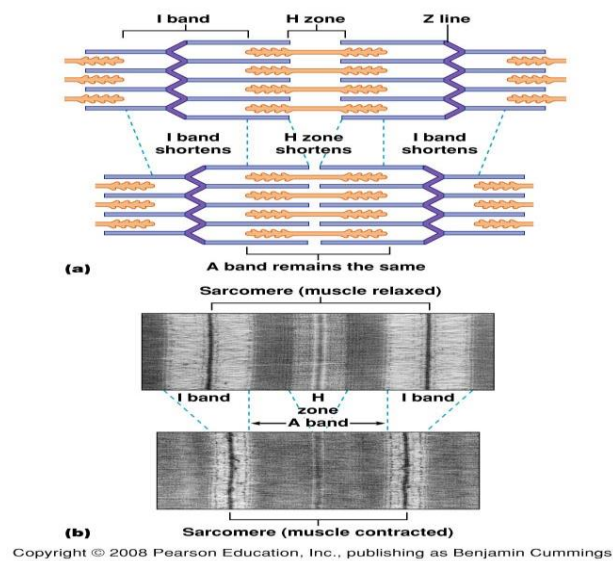 I band H zone Z line
I band
shortens
H zone
shortens
I band
shortens
(a)
A band remains the same
Sarcomere (muscle relaxed)
I band H
zone
I band
A band
(b)
Sarcomere (muscle contracted)
Copyright © 2008 Pearson Education, Inc., publishing as Benjamin Cummings